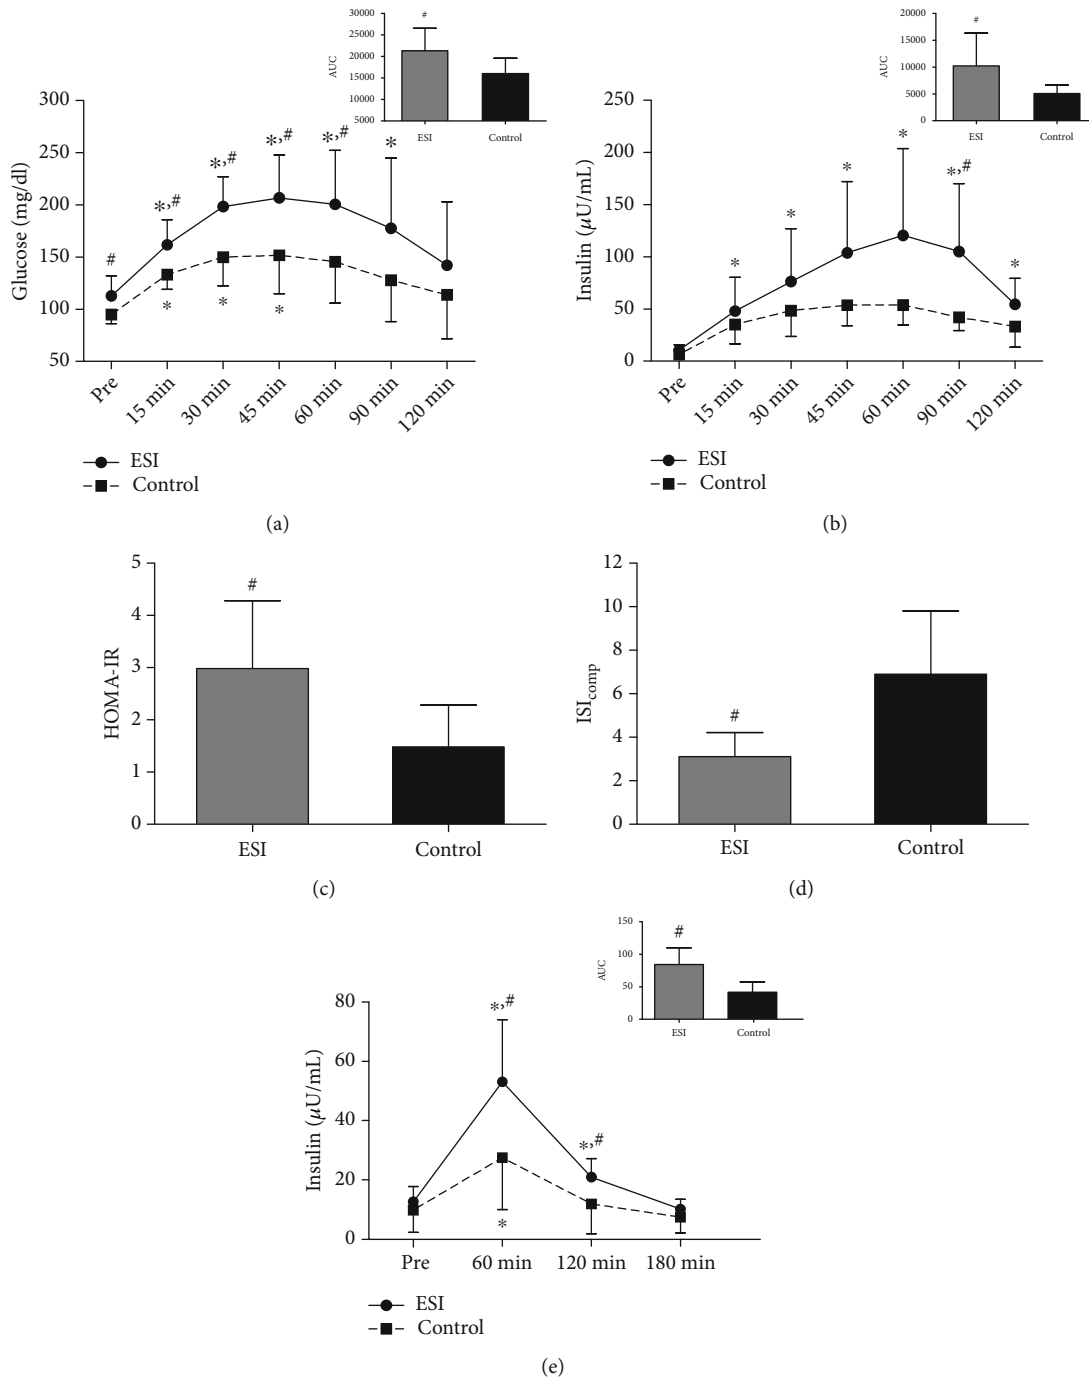 30000
25000
20000
15000
10000
5000
AUC
#
ESI
Control
300
250
200
150
100
50
Glucose (mg/dl)
#
*,#
*,#
*,#
*,#
*
*
*
*
Pre
15 min
30 min
45 min
60 min
90 min
120 min
ESI
Control
(a)
20000
15000
10000
5000
0
AUC
#
ESI
Control
250
200
150
100
50
0
Insulin (μU/mL)
*
*
*
*
*,#
*
Pre
15 min
30 min
45 min
60 min
90 min
120 min
ESI
Control
(b)
5
4
3
2
1
0
HOMA-IR
#
ESI
Control
(c)
12
10
8
6
4
2
0
ISIcomp
#
ESI
Control
(d)
150
100
50
0
AUC
#
ESI
Control
80
60
40
20
0
Insulin (μU/mL)
*,#
*,#
*
Pre
60 min
120 min
180 min
ESI
Control
(e)